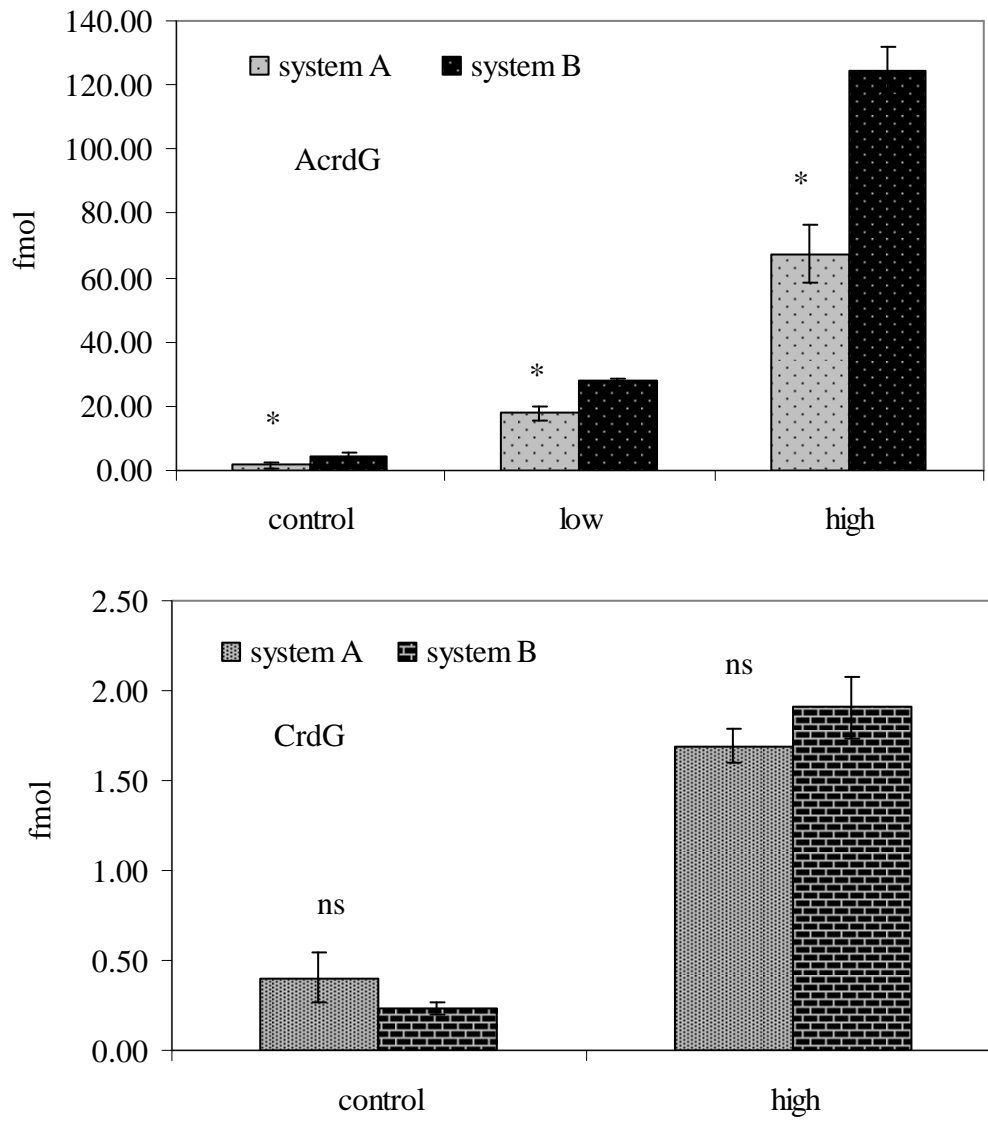 140.00
system A system B
120.00
100.00
AcrdG
*
80.00
fmol
60.00
40.00
*
20.00
*
0.00
control low high
2.50
system A system B
2.00
ns
CrdG
1.50
fmol
1.00
ns
0.50
0.00
control high